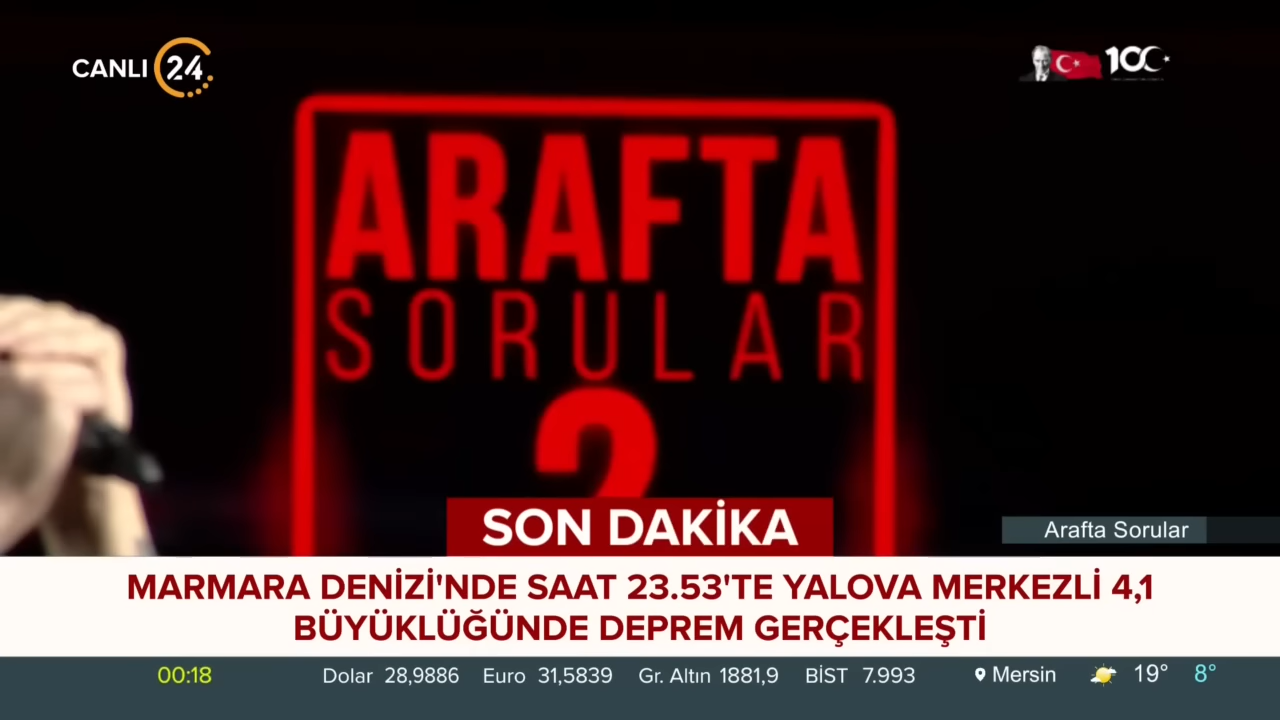 CANLI 24
100
ARAFTA
SORULAR
?
SON DAKİKA
Arafta Sorular
MARMARA DENİZİ'NDE SAAT 23.53'TE YALOVA MERKEZLİ 4,1
BÜYÜKLÜĞÜNDE DEPREM GERÇEKLEŞTİ
00:18 Dolar 28,9886 Euro 31,5839 Gr. Altın 1881,9 BİST 7.993 Mersin 19° 8°